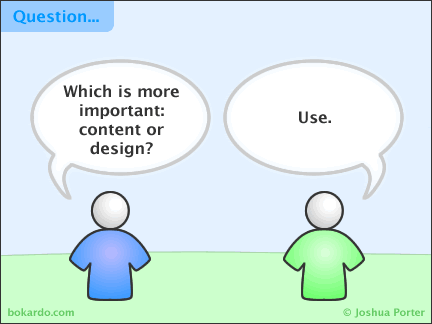 Question...
Which is more
important:
content or
design?
Use.
bokardo.com
© Joshua Porter